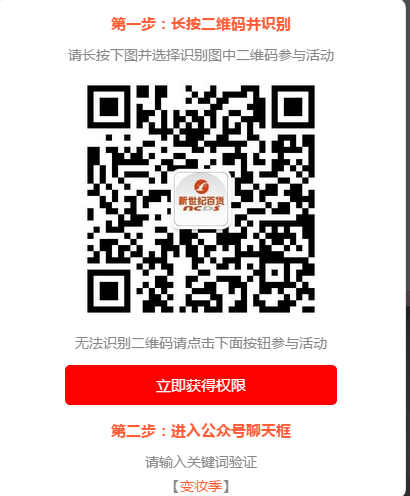 第一步：长按二维码并识别
请长按下图并选择识别图中二维码参与活动
新世纪百货
NCDS
无法识别二维码请点击下面按钮参与活动
立即获得权限
第二步：进入公众号聊天框
请输入关键词验证
【变妆季】